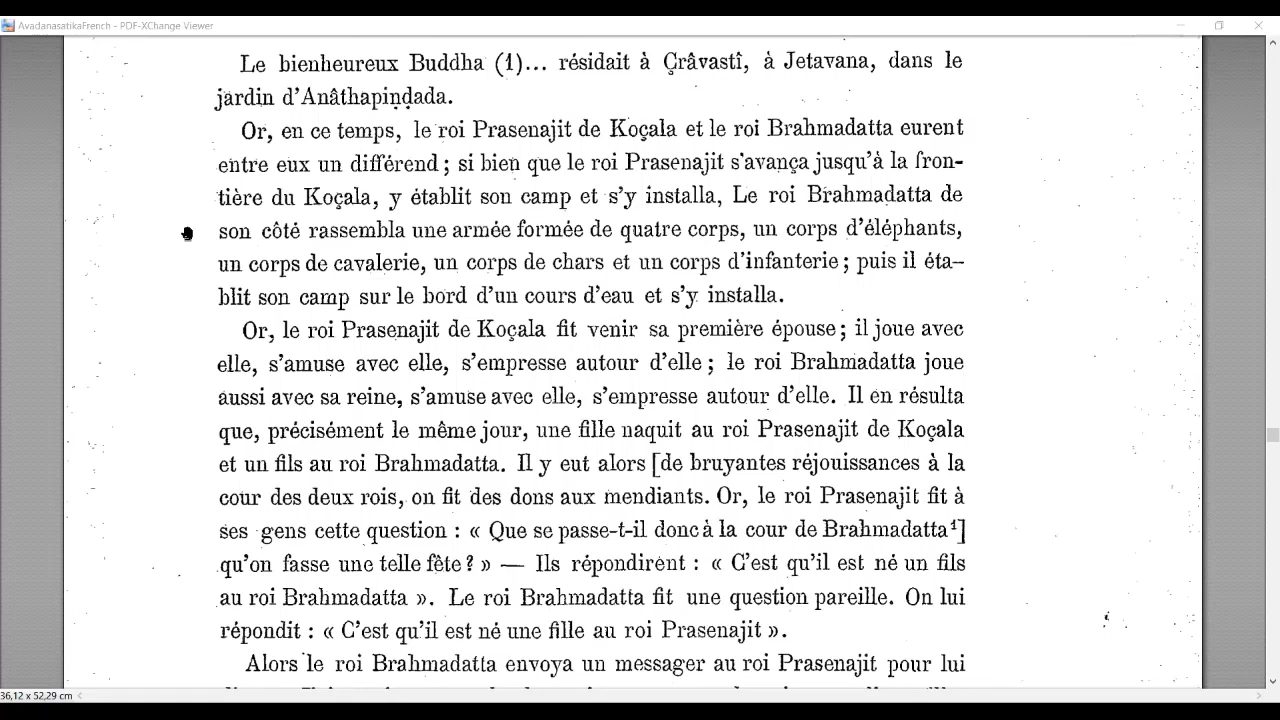 AvadanasatikaFrench - PDF-XChange Viewer
Le bienheureux Buddha (1)... résidait à Çrâvastî, à Jetavana, dans le
jardin d'Anâthapiṇḍada.
Or, en ce temps, le roi Prasenajit de Koçala et le roi Brahmadatta eurent
entre eux un différend ; si bien que le roi Prasenajit s'avança jusqu'à la fron-
tière du Koçala, y établit son camp et s'y installa, Le roi Brahmadatta de
son côté rassembla une armée formée de quatre corps, un corps d'éléphants,
un corps de cavalerie, un corps de chars et un corps d'infanterie ; puis il éta-
blit son camp sur le bord d'un cours d'eau et s'y installa.
Or, le roi Prasenajit de Koçala fit venir sa première épouse ; il joue avec
elle, s'amuse avec elle, s'empresse autour d'elle ; le roi Brahmadatta joue
aussi avec sa reine, s'amuse avec elle, s'empresse autour d'elle. Il en résulta
que, précisément le même jour, une fille naquit au roi Prasenajit de Koçala
et un fils au roi Brahmadatta. Il y eut alors [de bruyantes réjouissances à la
cour des deux rois, on fit des dons aux mendiants. Or, le roi Prasenajit fit à
ses gens cette question : « Que se passe-t-il donc à la cour de Brahmadatta¹]
qu'on fasse une telle fête ? » — Ils répondirent : « C'est qu'il est né un fils
au roi Brahmadatta ». Le roi Brahmadatta fit une question pareille. On lui
répondit : « C'est qu'il est né une fille au roi Prasenajit ».
Alors le roi Brahmadatta envoya un messager au roi Prasenajit pour lui
36,12 x 52,29 cm